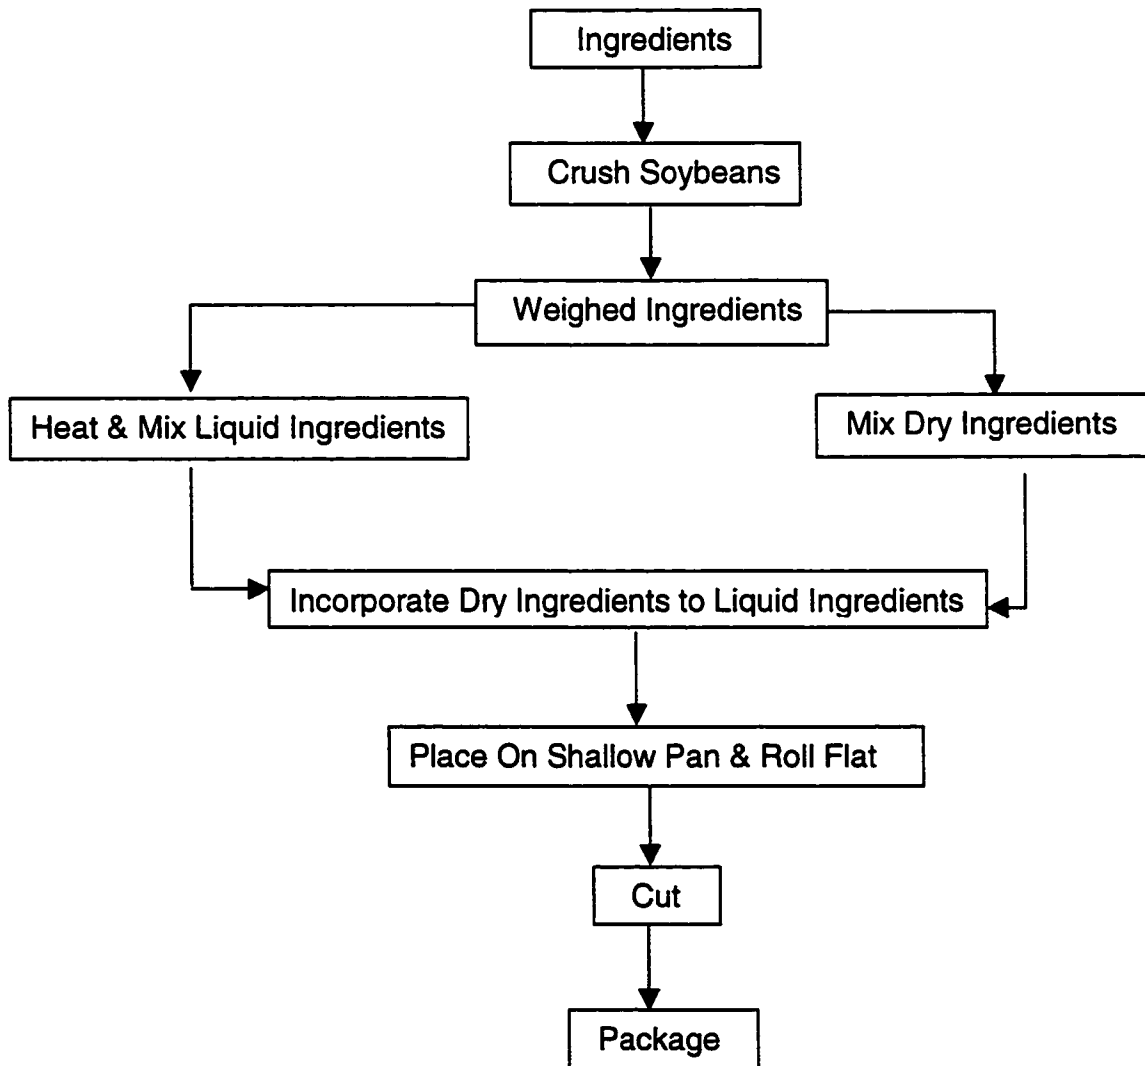 Ingredients
Crush Soybeans
Weighed Ingredients
Heat & Mix Liquid Ingredients
Mix Dry Ingredients
Incorporate Dry Ingredients to Liquid Ingredients
Place On Shallow Pan & Roll Flat
Cut
Package